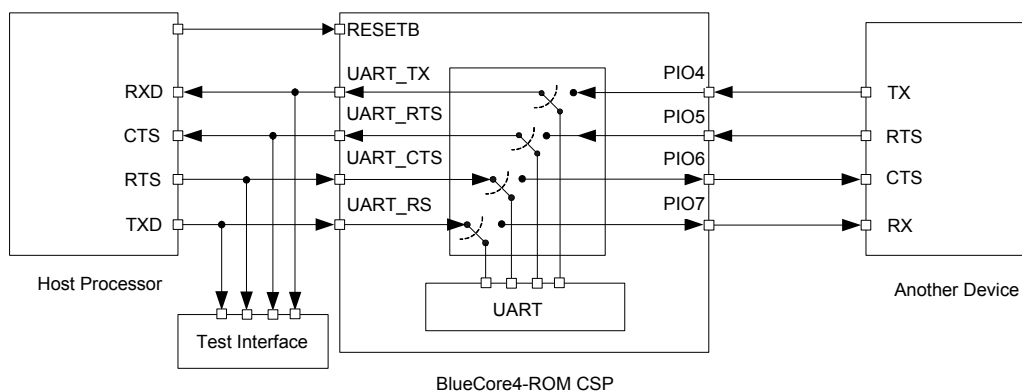 RESETB
RXD UART_TX PIO4 TX
CTS UART_RTS PIO5 RTS
RTS UART_CTS PIO6 CTS
TXD UART_RS PIO7 RX
Host Processor
UART
Another Device
Test Interface
BlueCore4-ROM CSP